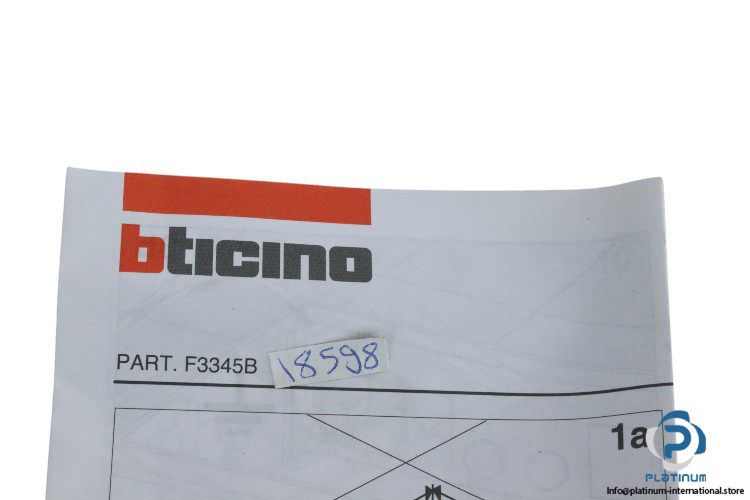 bticino
PART. F3345B
18598
1a
PLATINUM
Info@platinum-international.store